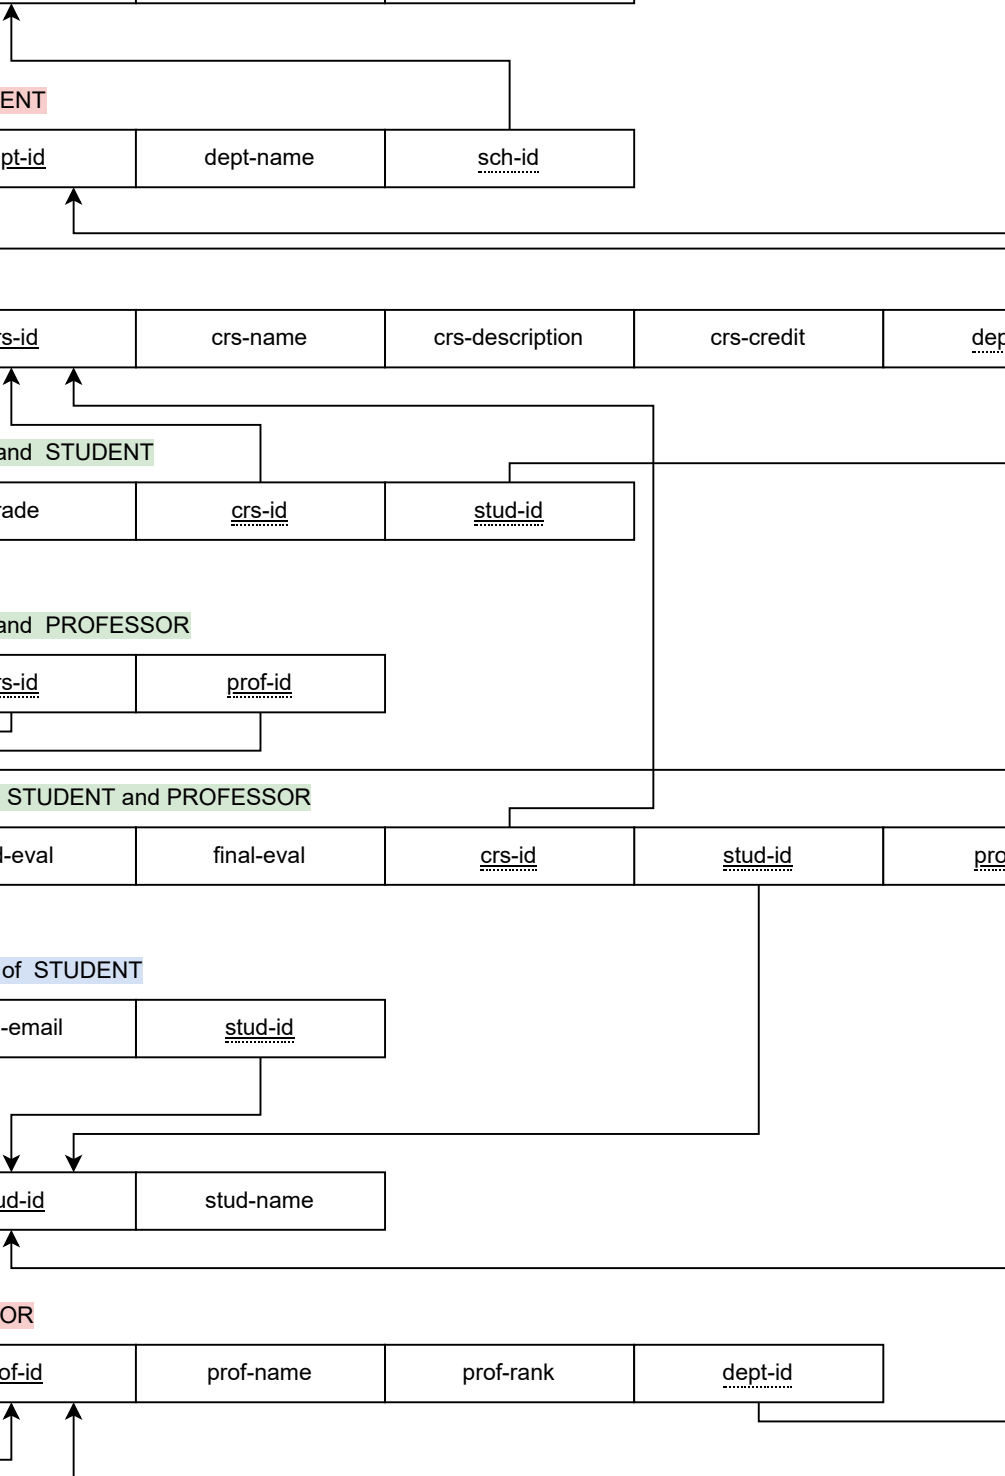 ENT
pt-id dept-name sch-id
s-id crs-name crs-description crs-credit dep
and STUDENT
ade crs-id stud-id
and PROFESSOR
s-id prof-id
STUDENT and PROFESSOR
-eval final-eval crs-id stud-id pro
of STUDENT
-email stud-id
ud-id stud-name
OR
of-id prof-name prof-rank dept-id